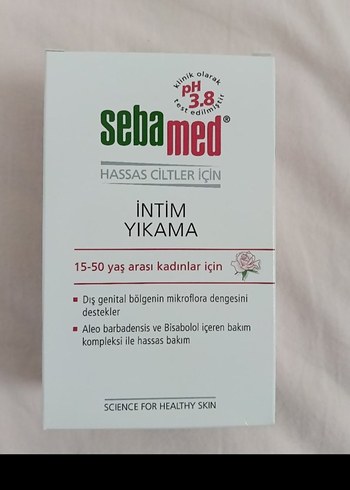 klinik olarak
pH
3.8
test edilmiştir
sebamed®
HASSAS CİLTLER İÇİN
İNTİM
YIKAMA
15-50 yaş arası kadınlar için
Dış genital bölgenin mikroflora dengesini
destekler
Aleo barbadensis ve Bisabolol içeren bakım
kompleksi ile hassas bakım
SCIENCE FOR HEALTHY SKIN